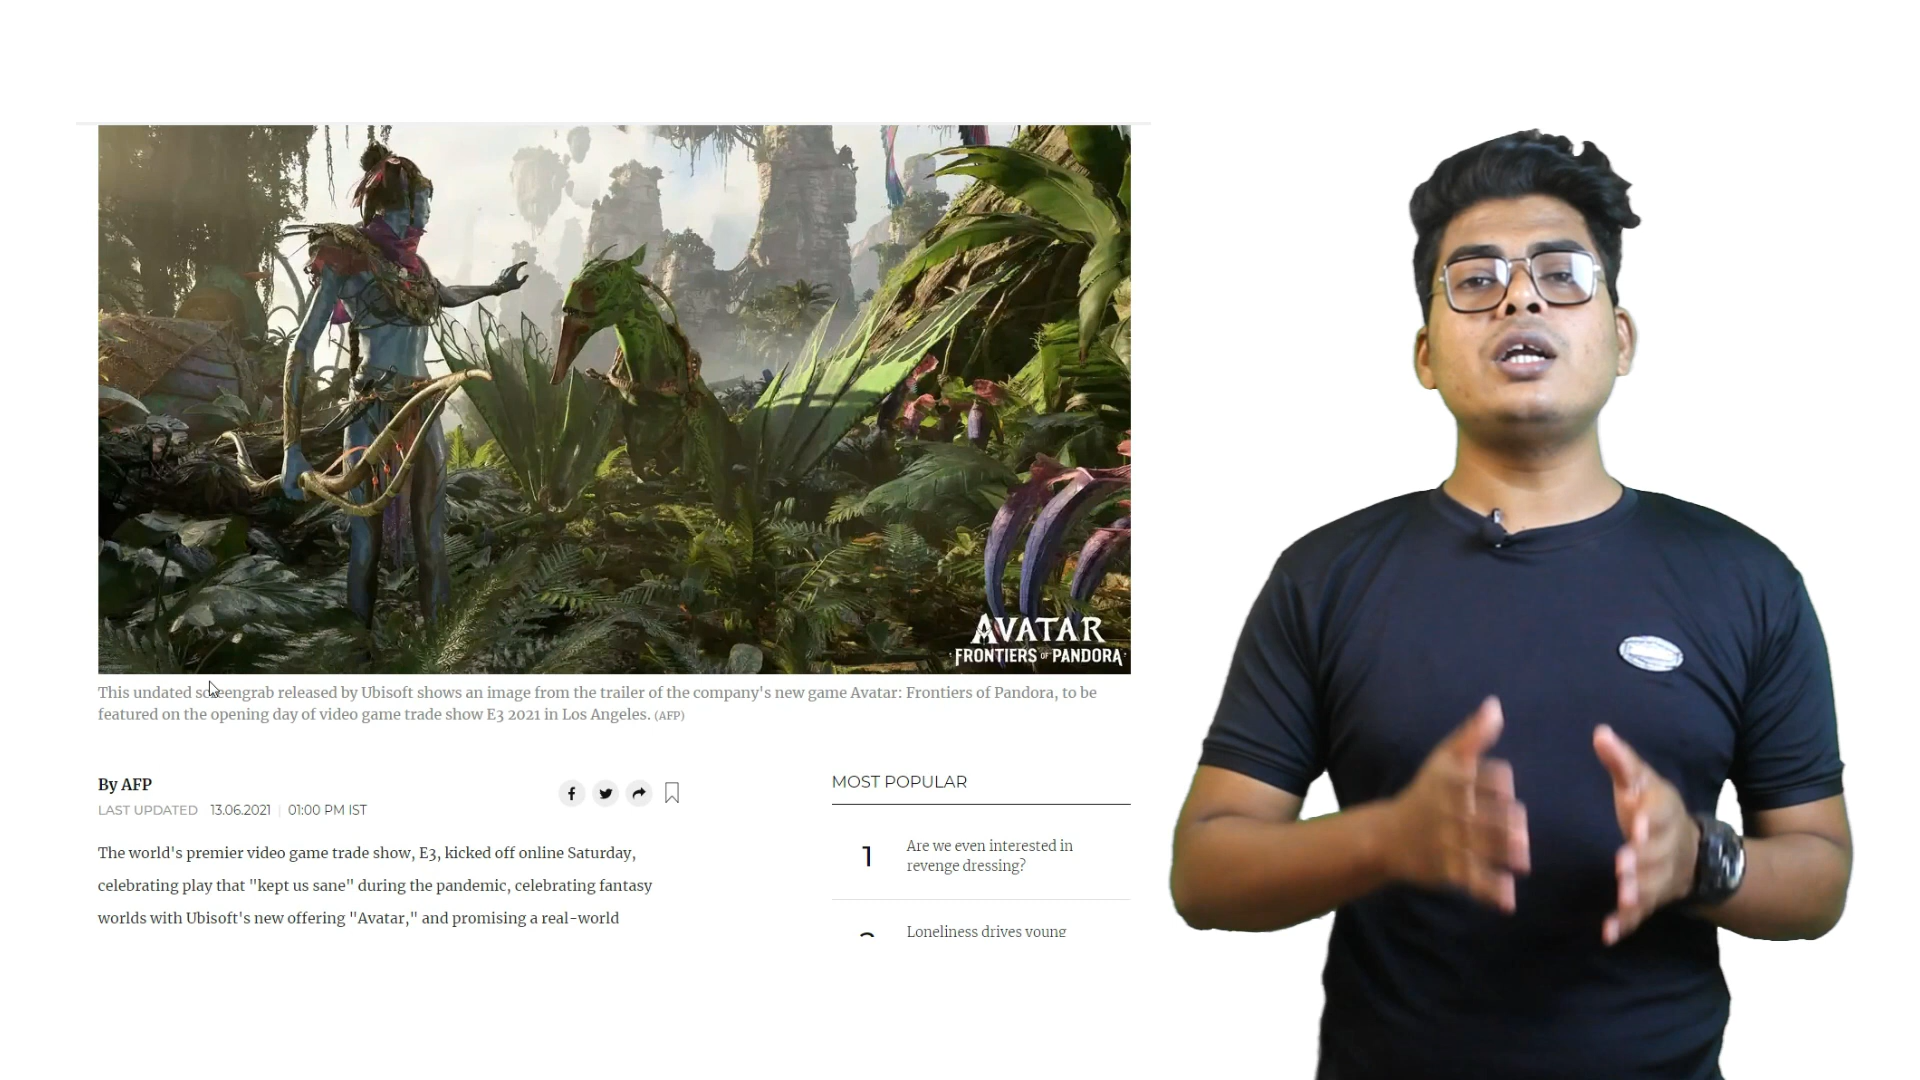 AVATAR
FRONTIERS OF PANDORA
This undated screengrab released by Ubisoft shows an image from the trailer of the company's new game Avatar: Frontiers of Pandora, to be
featured on the opening day of video game trade show E3 2021 in Los Angeles. (AFP)
By AFP
LAST UPDATED 13.06.2021 | 01:00 PM IST
The world's premier video game trade show, E3, kicked off online Saturday,
celebrating play that "kept us sane" during the pandemic, celebrating fantasy
worlds with Ubisoft's new offering "Avatar," and promising a real-world
MOST POPULAR
1 Are we even interested in
revenge dressing?
Loneliness drives young